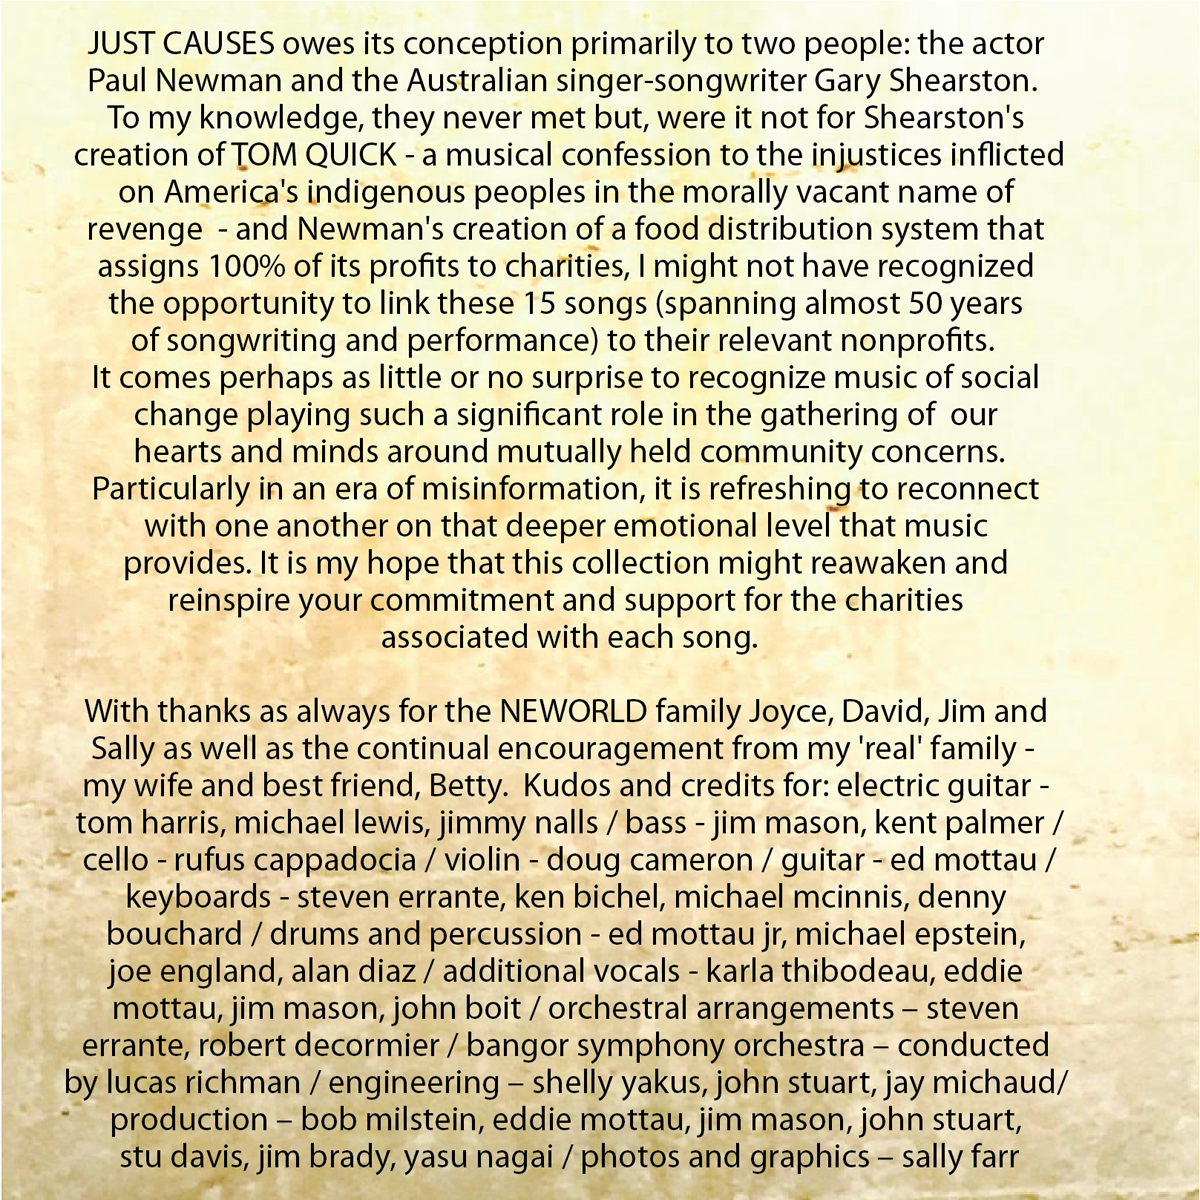 JUST CAUSES owes its conception primarily to two people: the actor
Paul Newman and the Australian singer-songwriter Gary Shearston.
To my knowledge, they never met but, were it not for Shearston's
creation of TOM QUICK - a musical confession to the injustices inflicted
on America's indigenous peoples in the morally vacant name of
revenge  - and Newman's creation of a food distribution system that
assigns 100% of its profits to charities, I might not have recognized
the opportunity to link these 15 songs (spanning almost 50 years
of songwriting and performance) to their relevant nonprofits.
It comes perhaps as little or no surprise to recognize music of social
change playing such a significant role in the gathering of  our
hearts and minds around mutually held community concerns.
Particularly in an era of misinformation, it is refreshing to reconnect
with one another on that deeper emotional level that music
provides. It is my hope that this collection might reawaken and
reinspire your commitment and support for the charities
associated with each song.
With thanks as always for the NEWORLD family Joyce, David, Jim and
Sally as well as the continual encouragement from my 'real' family -
my wife and best friend, Betty.  Kudos and credits for: electric guitar -
tom harris, michael lewis, jimmy nalls / bass - jim mason, kent palmer /
cello - rufus cappadocia / violin - doug cameron / guitar - ed mottau /
keyboards - steven errante, ken bichel, michael mcinnis, denny
bouchard / drums and percussion - ed mottau jr, michael epstein,
joe england, alan diaz / additional vocals - karla thibodeau, eddie
mottau, jim mason, john boit / orchestral arrangements – steven
errante, robert decormier / bangor symphony orchestra – conducted
by lucas richman / engineering – shelly yakus, john stuart, jay michaud/
production – bob milstein, eddie mottau, jim mason, john stuart,
stu davis, jim brady, yasu nagai / photos and graphics – sally farr